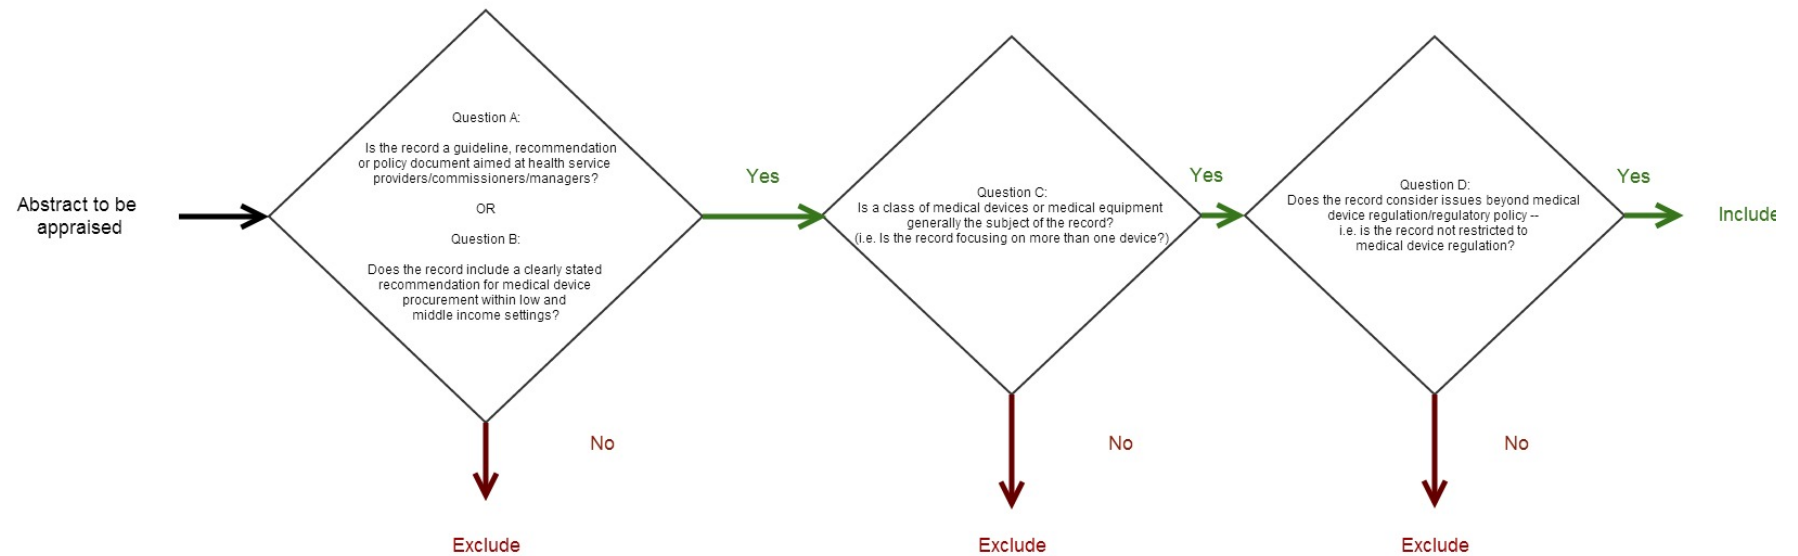 Abstract to be
appraised
Question A:
Is the record a guideline, recommendation
or policy document aimed at health service
providers/commissioners/managers?
OR
Question B:
Does the record include a clearly stated
recommendation for medical device
procurement within low and
middle income settings?
Yes
No
Exclude
Question C:
Is a class of medical devices or medical equipment
generally the subject of the record?
(i.e. Is the record focusing on more than one device?)
Yes
No
Exclude
Question D:
Does the record consider issues beyond medical
device regulation/regulatory policy --
i.e. is the record not restricted to
medical device regulation?
Yes
No
Exclude
Include